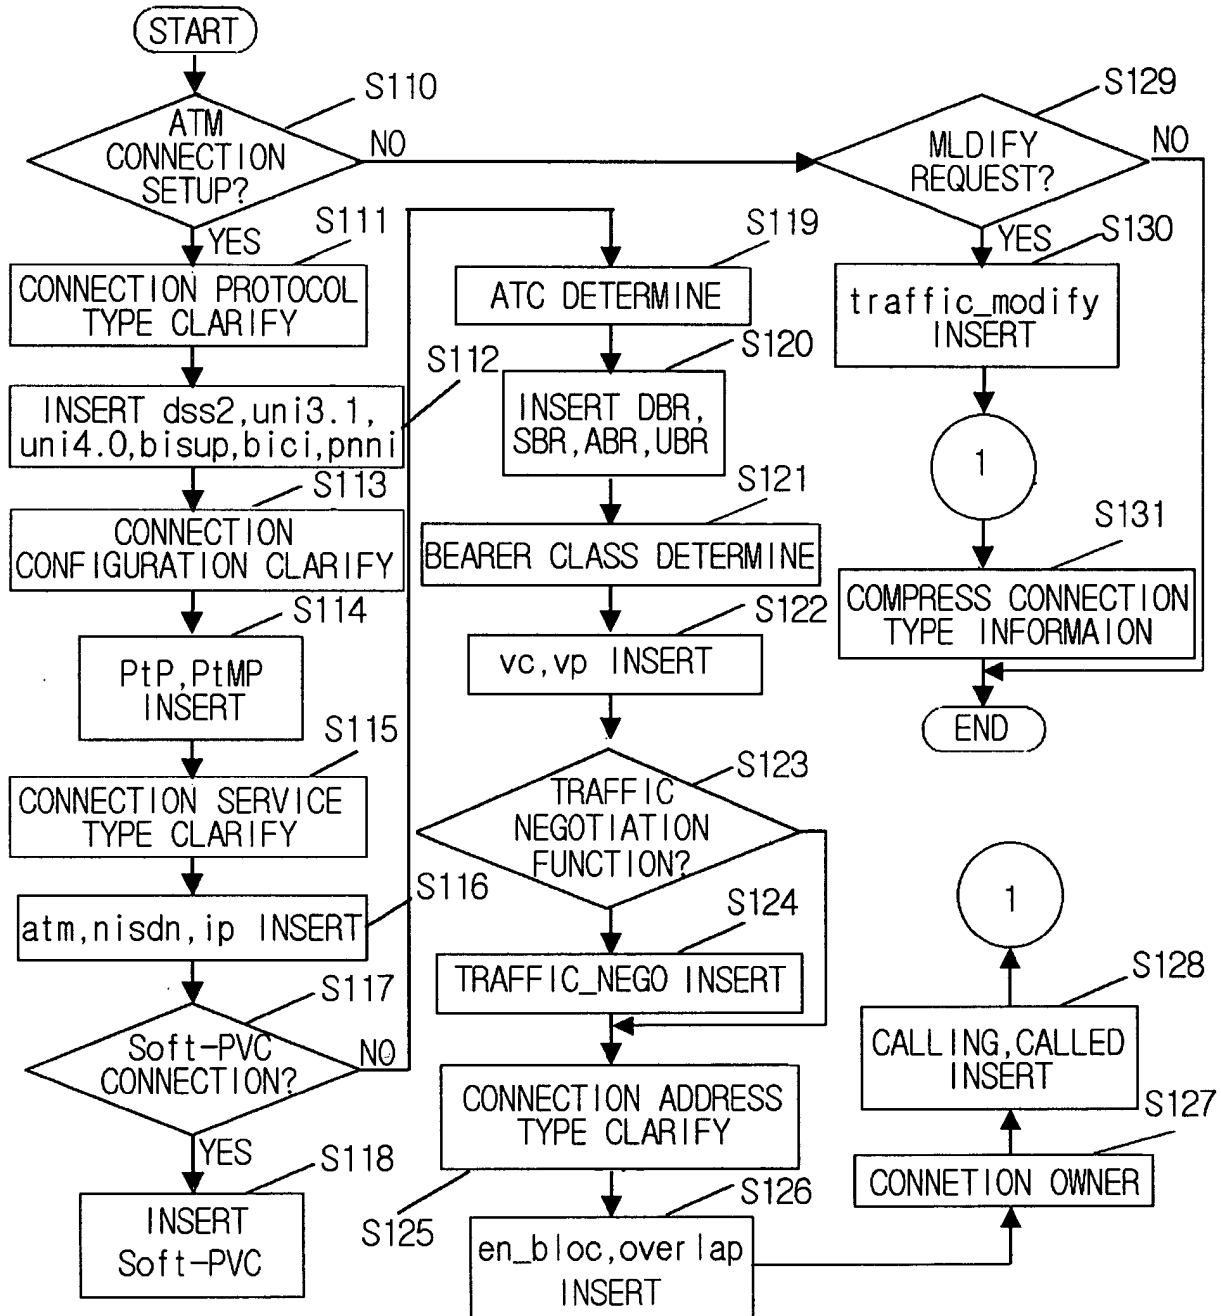 START
S110
ATM
CONNECTION
SETUP?
NO
YES
S111
CONNECTION PROTOCOL
TYPE CLARIFY
S112
INSERT dss2,uni3.1,
uni4.0,bisup,bici,pnni
S113
CONNECTION
CONFIGURATION CLARIFY
S114
PtP,PtMP
INSERT
S115
CONNECTION SERVICE
TYPE CLARIFY
S116
atm,nisdn,ip INSERT
S117
Soft-PVC
CONNECTION?
NO
YES
S118
INSERT
Soft-PVC
S119
ATC DETERMINE
S120
INSERT DBR,
SBR,ABR,UBR
S121
BEARER CLASS DETERMINE
S122
vc,vp INSERT
S123
TRAFFIC
NEGOTIATION
FUNCTION?
S124
TRAFFIC_NEGO INSERT
CONNECTION ADDRESS
TYPE CLARIFY
S125
S126
en_bloc,overlap
INSERT
S127
CONNETION OWNER
S128
CALLING,CALLED
INSERT
1
S129
MLDIFY
REQUEST?
NO
YES
S130
traffic_modify
INSERT
1
S131
COMPRESS CONNECTION
TYPE INFORMAION
END